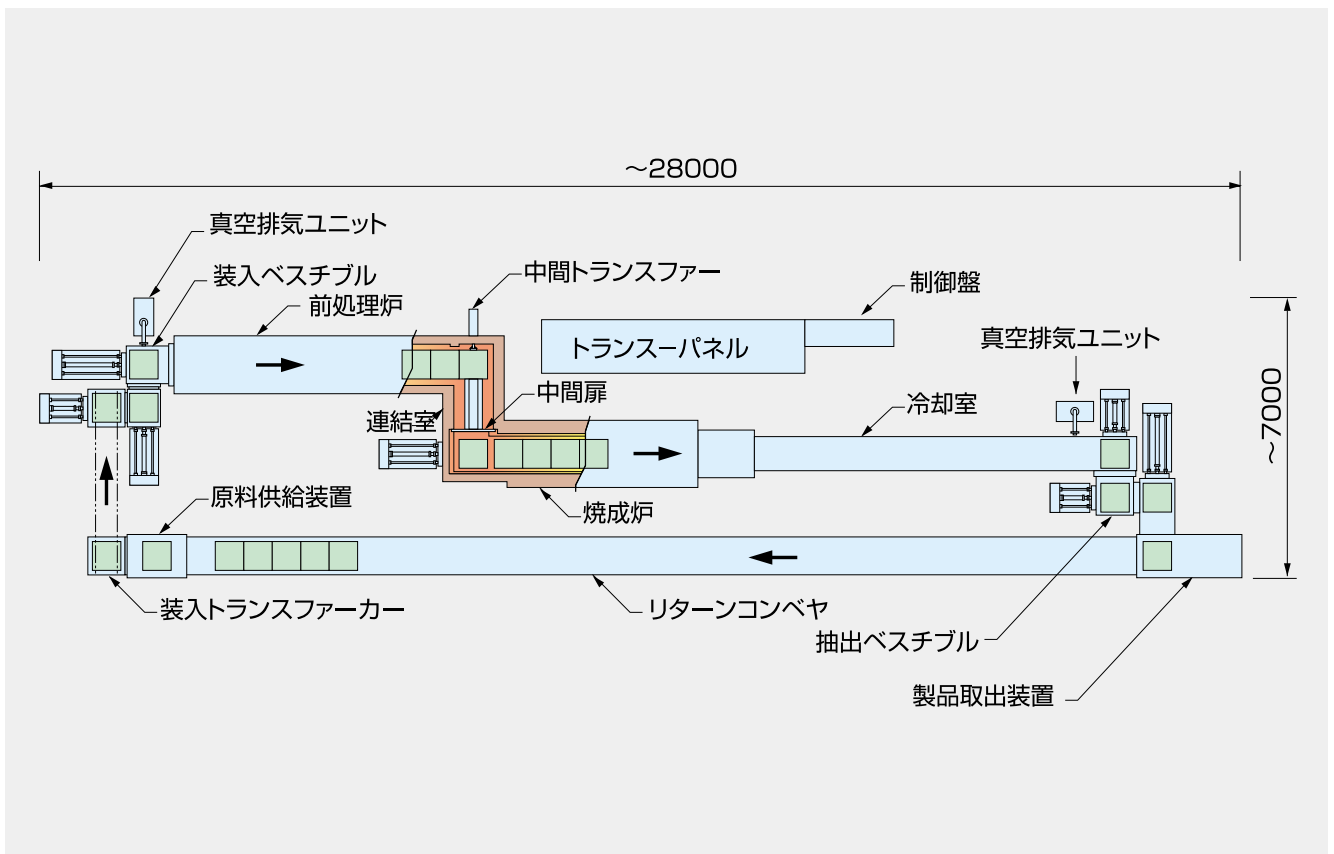 ～28000
真空排気ユニット
装入ベスチブル
前処理炉
中間トランスファー
制御盤
トランスーパネル
真空排気ユニット
～7000
中間扉
連結室
冷却室
原料供給装置
焼成炉
装入トランスファーカー
リターンコンベヤ
抽出ベスチブル
製品取出装置